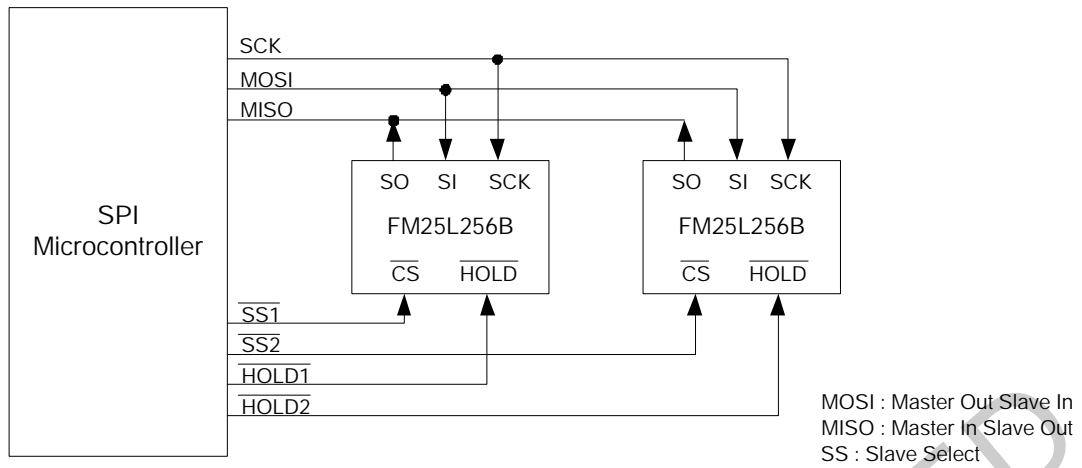 SCK
MOSI
MISO
SO SI SCK
SO SI SCK
SPI
Microcontroller
FM25L256B
FM25L256B
CS HOLD
CS HOLD
SS1
SS2
HOLD1
HOLD2
MOSI : Master Out Slave In
MISO : Master In Slave Out
SS : Slave Select